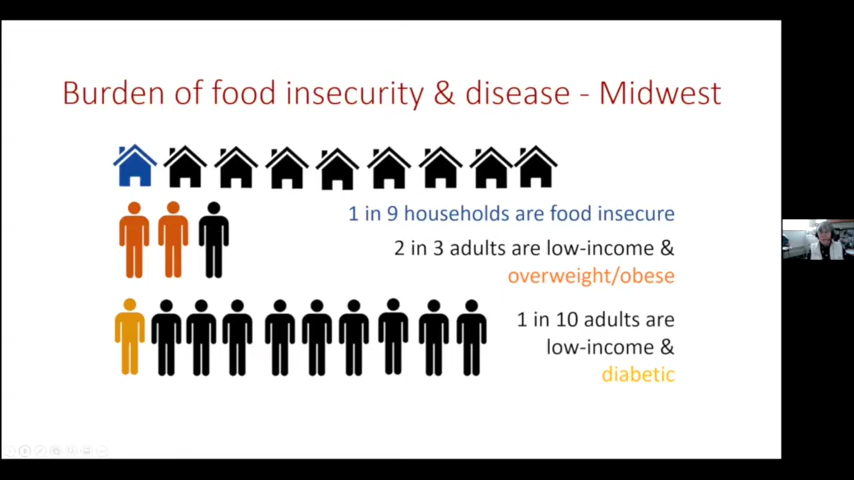 Burden of food insecurity & disease - Midwest
1 in 9 households are food insecure
2 in 3 adults are low-income &
overweight/obese
1 in 10 adults are
low-income &
diabetic